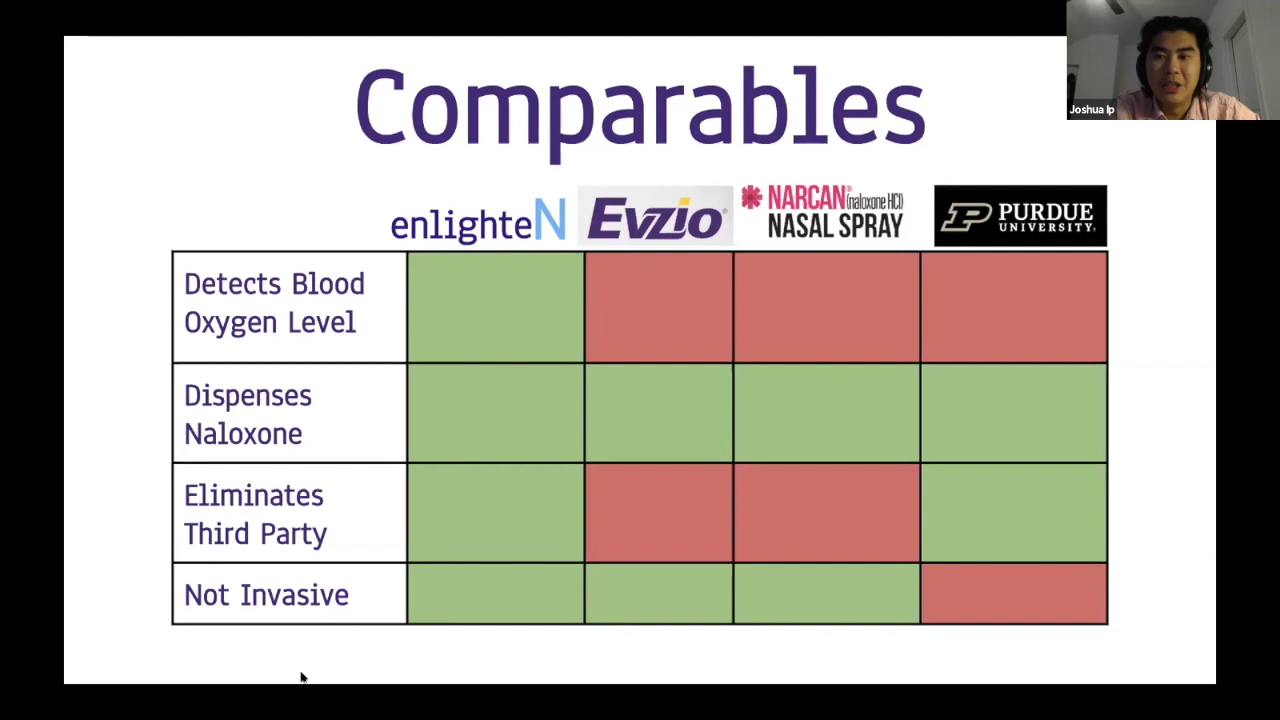 Comparables
Joshua Ip
enlighteN
Evzio®
NARCAN® (naloxone HCl)
NASAL SPRAY
PURDUE
UNIVERSITY®
Detects Blood
Oxygen Level
Dispenses
Naloxone
Eliminates
Third Party
Not Invasive